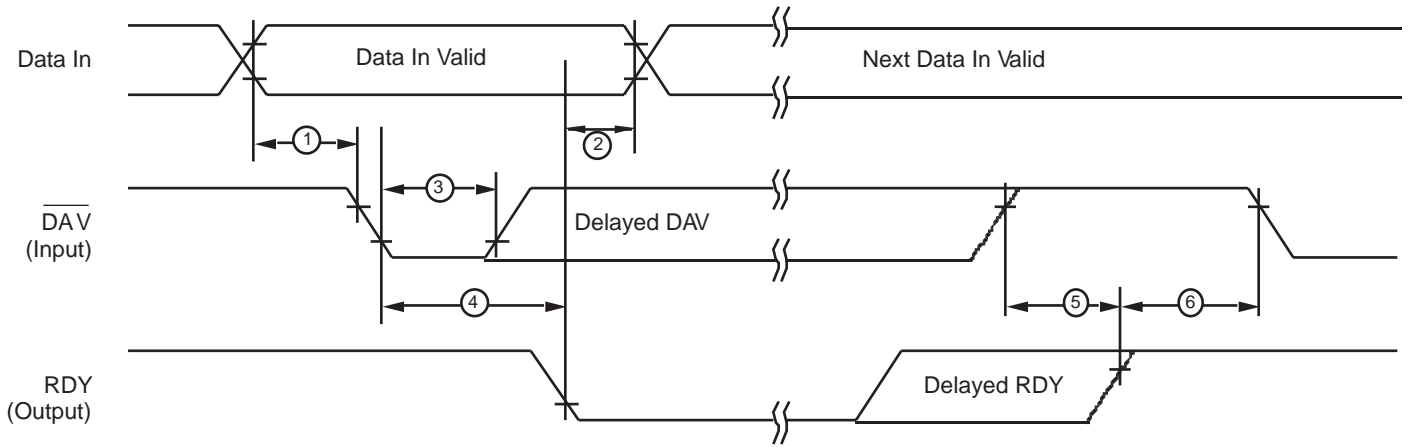 Data In
Data In Valid
Next Data In Valid
1
2
3
DAV
(Input)
Delayed DAV
4
5
6
RDY
(Output)
Delayed RDY